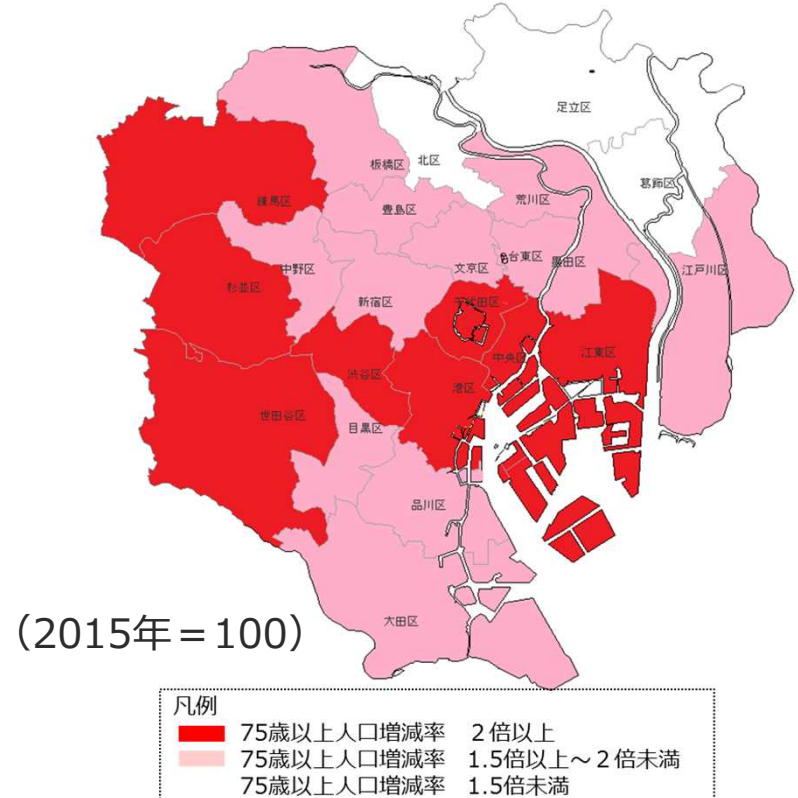 足立区
板橋区
北区
葛飾区
練馬区
豊島区
荒川区
中野区
文京区
台東区
墨田区
江戸川区
杉並区
新宿区
千代田区
中央区
江東区
渋谷区
港区
世田谷区
目黒区
品川区
大田区
（2015年＝100）
凡例
75歳以上人口増減率　２倍以上
75歳以上人口増減率　1.5倍以上～２倍未満
75歳以上人口増減率　1.5倍未満